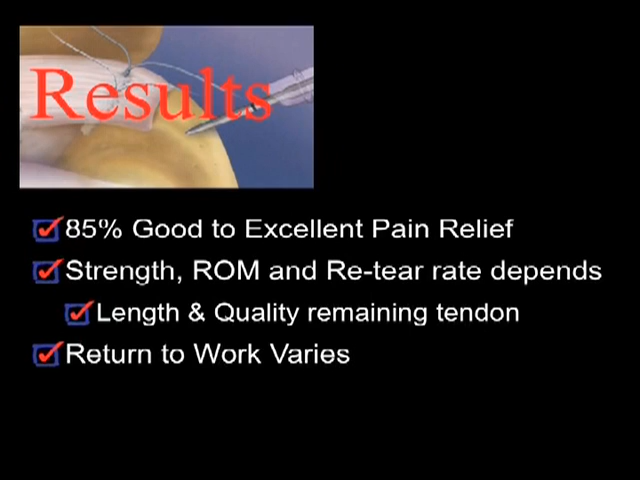 Results
85% Good to Excellent Pain Relief
Strength, ROM and Re-tear rate depends
Length & Quality remaining tendon
Return to Work Varies